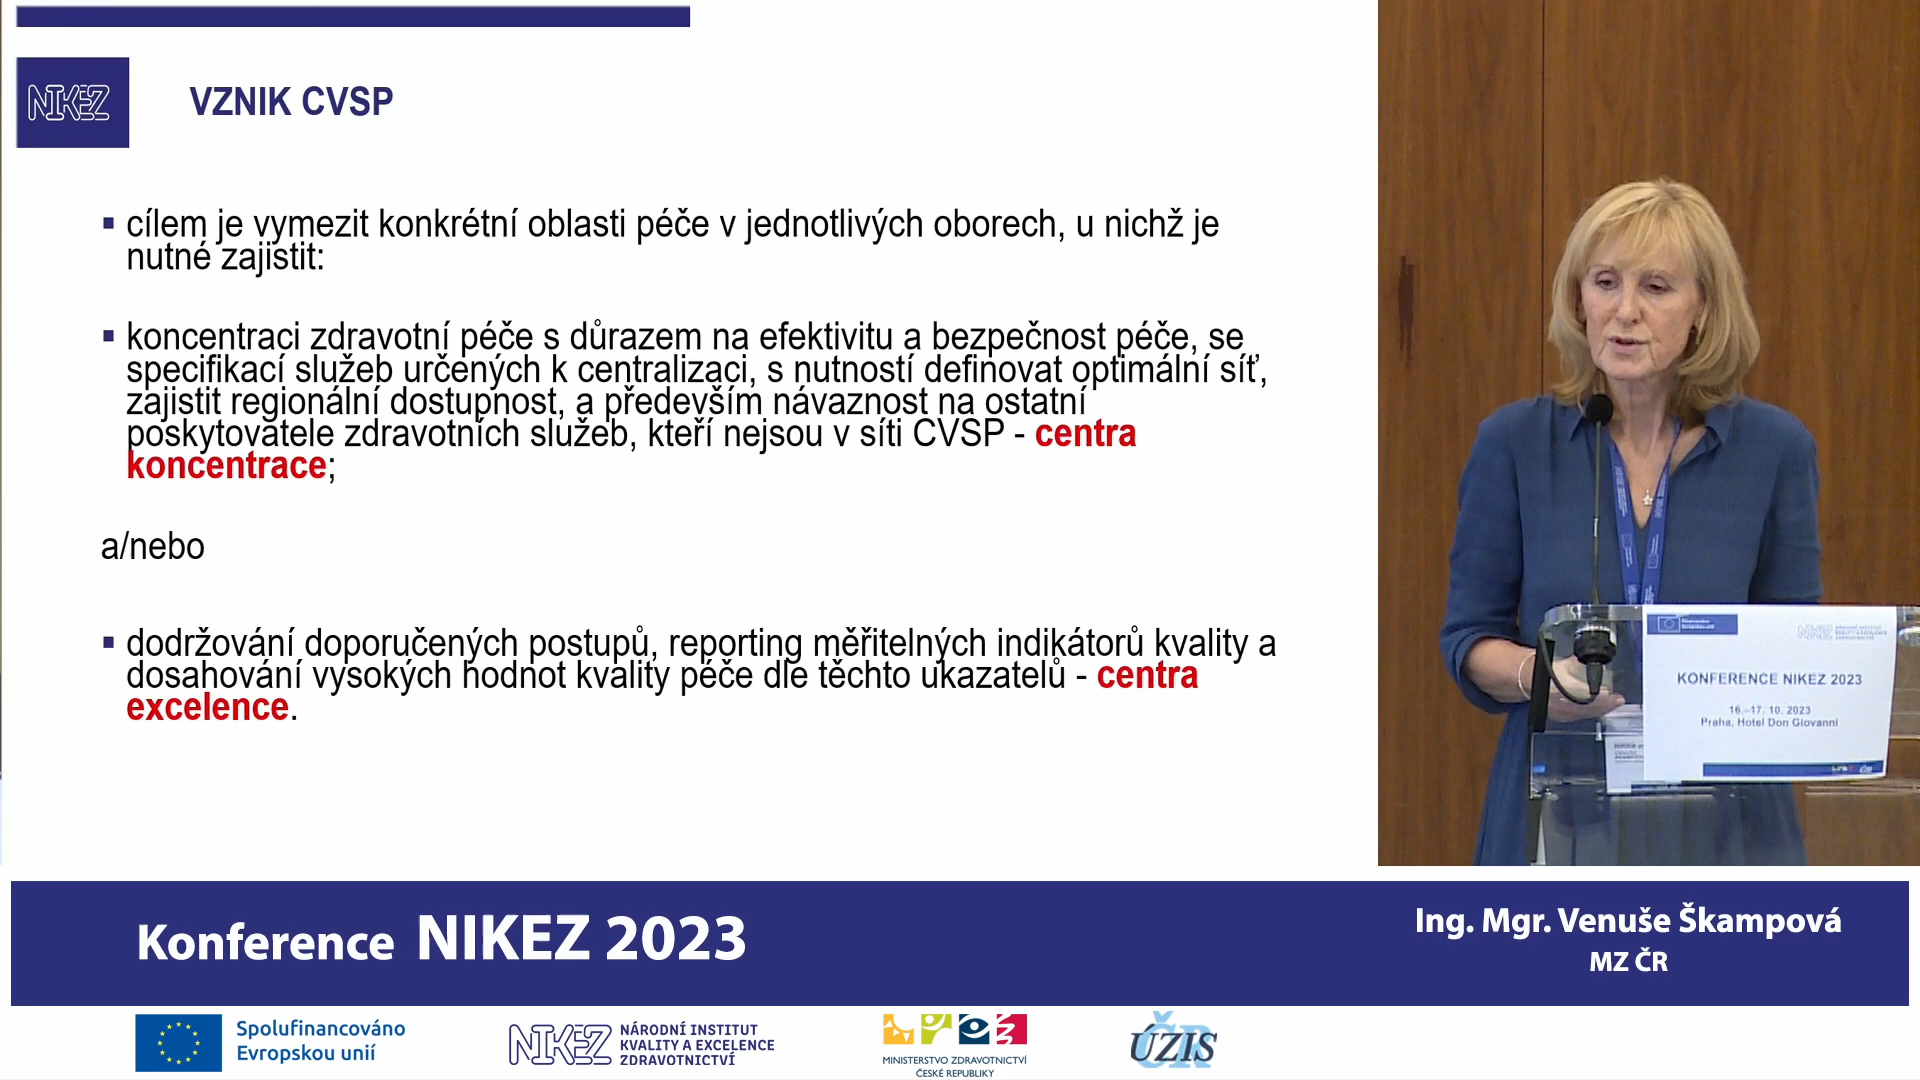 NIKEZ
VZNIK CVSP
▪ cílem je vymezit konkrétní oblasti péče v jednotlivých oborech, u nichž je
nutné zajistit:
▪ koncentraci zdravotní péče s důrazem na efektivitu a bezpečnost péče, se
specifikací služeb určených k centralizaci, s nutností definovat optimální síť,
zajistit regionální dostupnost, a především návaznost na ostatní
poskytovatele zdravotních služeb, kteří nejsou v síti CVSP - centra
koncentrace;
a/nebo
▪ dodržování doporučených postupů, reporting měřitelných indikátorů kvality a
dosahování vysokých hodnot kvality péče dle těchto ukazatelů - centra
excelence.
KONFERENCE NIKEZ 2023
16.–17. 10. 2023
Praha, Hotel Don Giovanni
Konference NIKEZ 2023
Ing. Mgr. Venuše Škampová
MZ ČR
Spolufinancováno
Evropskou unií
NIKEZ
NÁRODNÍ INSTITUT
KVALITY A EXCELENCE
ZDRAVOTNICTVÍ
MINISTERSTVO ZDRAVOTNICTVÍ
ČESKÉ REPUBLIKY
ÚZIS
ČR